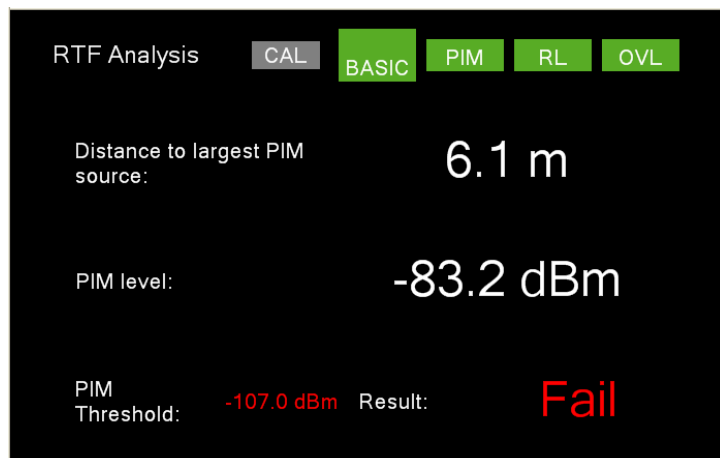 RTF Analysis CAL BASIC PIM RL OVL
Distance to largest PIM
source:
6.1 m
PIM level: -83.2 dBm
PIM
Threshold: -107.0 dBm Result: Fail